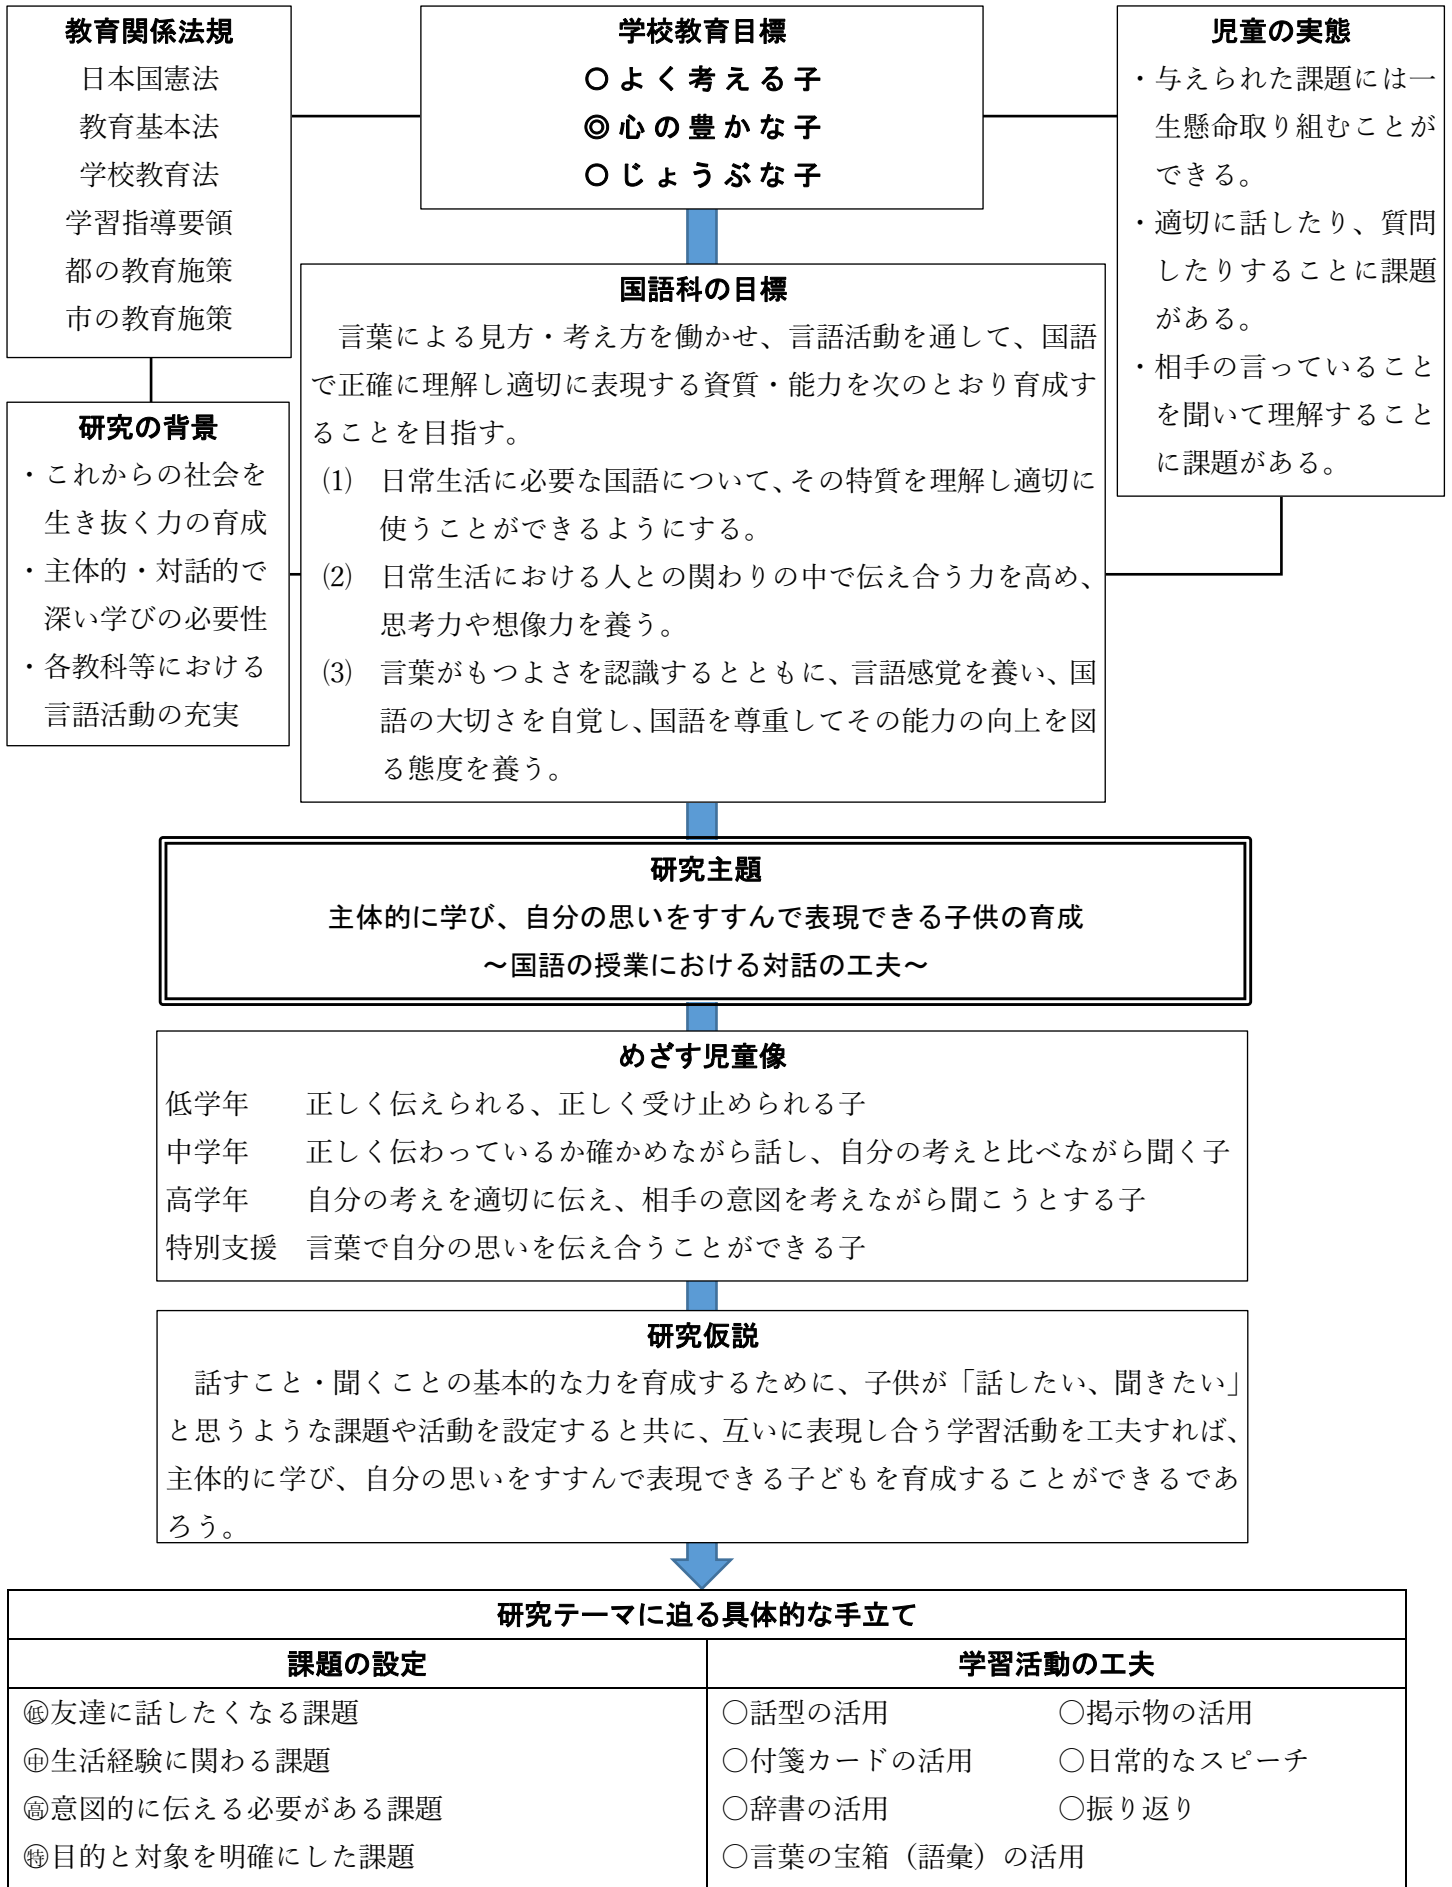 教育関係法規
日本国憲法
教育基本法
学校教育法
学習指導要領
都の教育施策
市の教育施策
学校教育目標
〇よく考える子
◎心の豊かな子
〇じょうぶな子
児童の実態
・与えられた課題には一
生懸命取り組むことが
できる。
・適切に話したり、質問
したりすることに課題
がある。
・相手の言っていること
を聞いて理解すること
に課題がある。
研究の背景
・これからの社会を
生き抜く力の育成
・主体的・対話的で
深い学びの必要性
・各教科等における
言語活動の充実
国語科の目標
言葉による見方・考え方を働かせ、言語活動を通して、国語
で正確に理解し適切に表現する資質・能力を次のとおり育成す
ることを目指す。
⑴ 日常生活に必要な国語について、その特質を理解し適切に
使うことができるようにする。
⑵ 日常生活における人との関わりの中で伝え合う力を高め、
思考力や想像力を養う。
⑶ 言葉がもつよさを認識するとともに、言語感覚を養い、国
語の大切さを自覚し、国語を尊重してその能力の向上を図
る態度を養う。
研究主題
主体的に学び、自分の思いをすすんで表現できる子供の育成
～国語の授業における対話の工夫～
めざす児童像
低学年 正しく伝えられる、正しく受け止められる子
中学年 正しく伝わっているか確かめながら話し、自分の考えと比べながら聞く子
高学年 自分の考えを適切に伝え、相手の意図を考えながら聞こうとする子
特別支援 言葉で自分の思いを伝え合うことができる子
研究仮説
話すこと・聞くことの基本的な力を育成するために、子供が「話したい、聞きたい」
と思うような課題や活動を設定すると共に、互いに表現し合う学習活動を工夫すれば、
主体的に学び、自分の思いをすすんで表現できる子どもを育成することができるであ
ろう。
研究テーマに迫る具体的な手立て
課題の設定
学習活動の工夫
㊦友達に話したくなる課題
㊥生活経験に関わる課題
高意図的に伝える必要がある課題
㊕目的と対象を明確にした課題
〇話型の活用 〇掲示物の活用
〇付箋カードの活用 〇日常的なスピーチ
〇辞書の活用 〇振り返り
〇言葉の宝箱（語彙）の活用